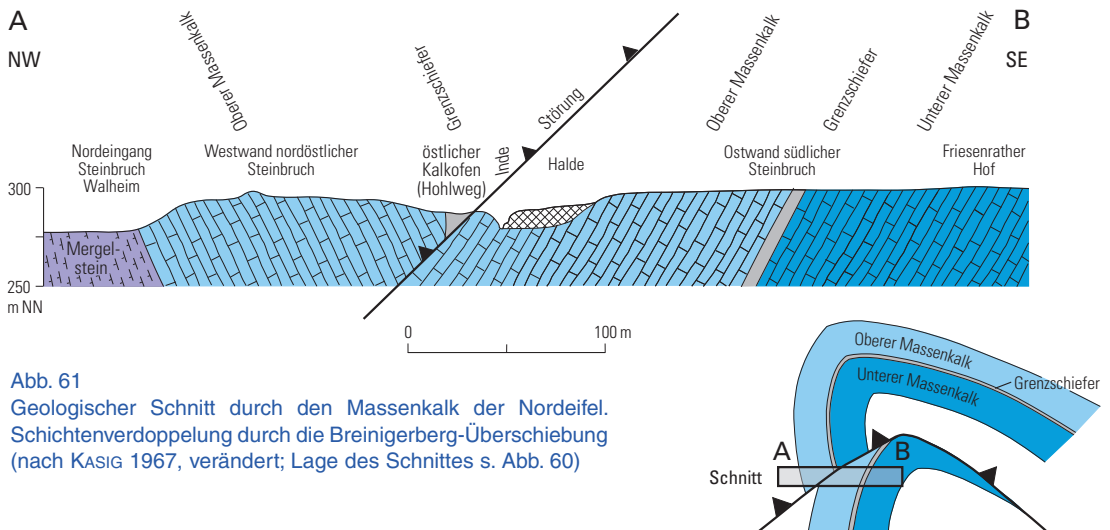 A
NW
B
SE
Oberer Massenkalk
Grenzschiefer
Störung
Inde
Oberer Massenkalk
Grenzschiefer
Unterer Massenkalk
Nordeingang
Steinbruch
Walheim
Westwand nordöstlicher
Steinbruch
östlicher
Kalkofen
(Hohlweg)
Halde
Ostwand südlicher
Steinbruch
Friesenrather
Hof
300
250
m NN
Mergel-
stein
0
100 m
Abb. 61
Geologischer Schnitt durch den Massenkalk der Nordeifel.
Schichtenverdoppelung durch die Breinigerberg-Überschiebung
(nach KASIG 1967, verändert; Lage des Schnittes s. Abb. 60)
Oberer Massenkalk
Unterer Massenkalk
Grenzschiefer
Schnitt
A
B